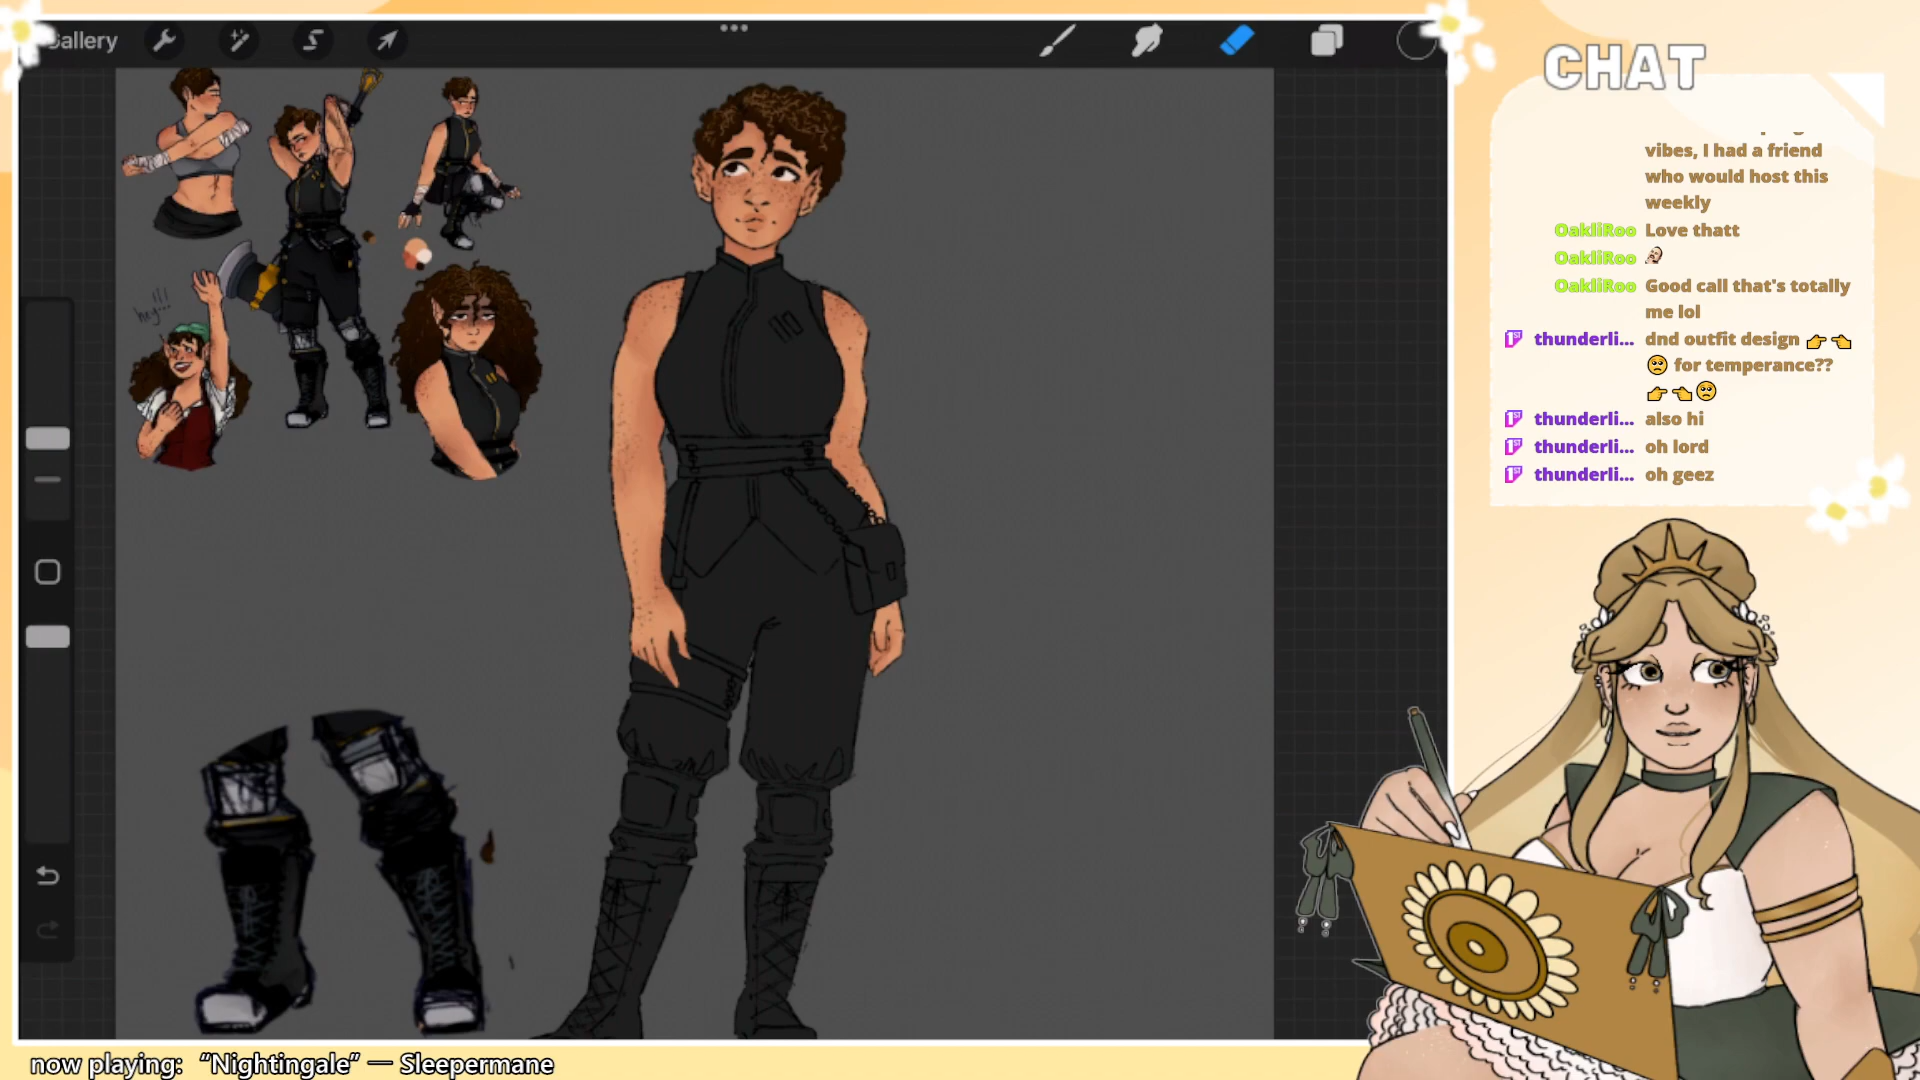 Gallery
CHAT
vibes, I had a friend
who would host this
weekly
OakliRoo Love thatt
OakliRoo
OakliRoo Good call that's totally
me lol
thunderli... dnd outfit design 👉👈
🥺 for temperance??
👉👈🥺
thunderli... also hi
thunderli... oh lord
thunderli... oh geez
hey!!!
now playing: “Nightingale” — Sleepermane